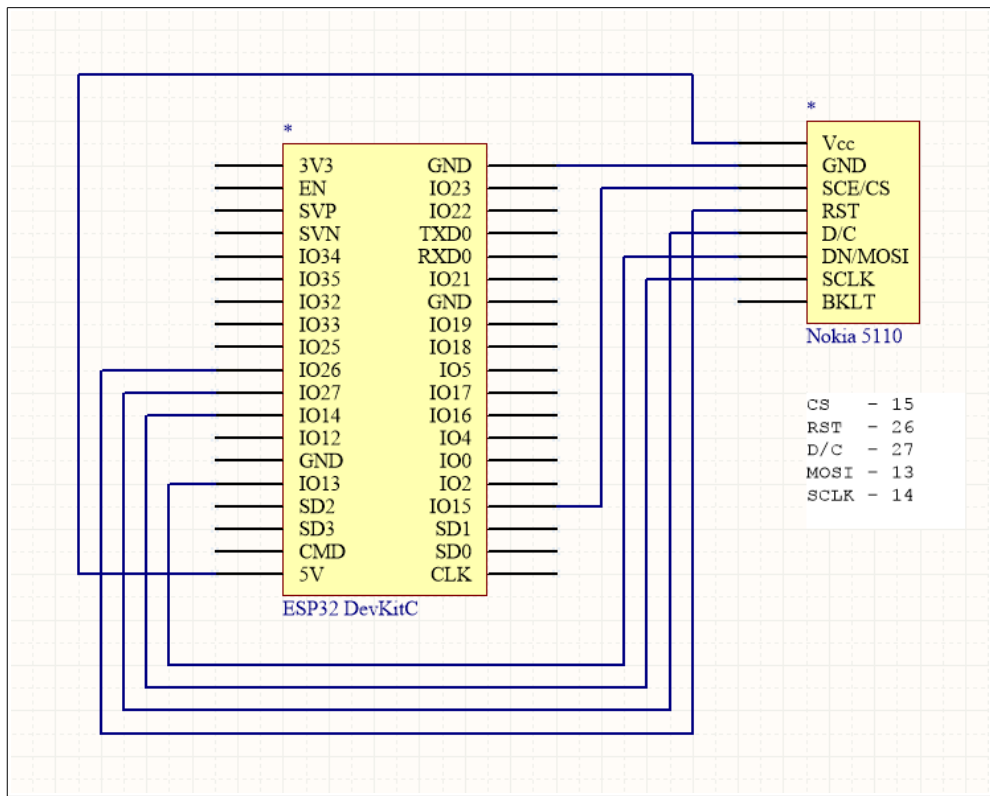 *
3V3 GND
EN IO23
SVP IO22
SVN TXD0
IO34 RXD0
IO35 IO21
IO32 GND
IO33 IO19
IO25 IO18
IO26 IO5
IO27 IO17
IO14 IO16
IO12 IO4
GND IO0
IO13 IO2
SD2 IO15
SD3 SD1
CMD SD0
5V CLK
ESP32 DevKitC
*
Vcc
GND
SCE/CS
RST
D/C
DN/MOSI
SCLK
BKLT
Nokia 5110
CS - 15
RST - 26
D/C - 27
MOSI - 13
SCLK - 14